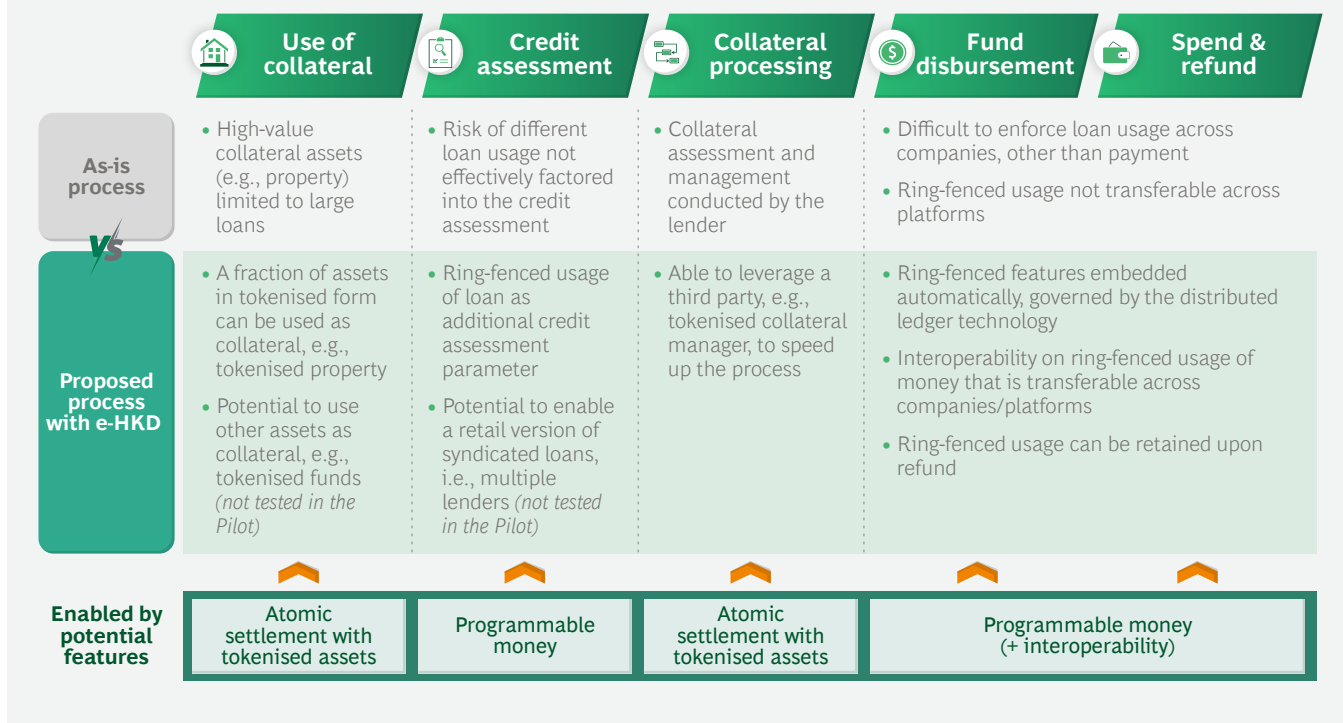 Use of
collateral
Credit
assessment
Collateral
processing
Fund
disbursement
Spend &
refund
As-is
process
• High-value
collateral assets
(e.g., property)
limited to large
loans
• Risk of different
loan usage not
effectively factored
into the credit
assessment
• Collateral
assessment and
management
conducted by the
lender
• Difficult to enforce loan usage across
companies, other than payment
• Ring-fenced usage not transferable across
platforms
VS
Proposed
process
with e-HKD
• A fraction of assets
in tokenised form
can be used as
collateral, e.g.,
tokenised property
• Potential to use
other assets as
collateral, e.g.,
tokenised funds
(not tested in the
Pilot)
• Ring-fenced usage
of loan as
additional credit
assessment
parameter
• Potential to enable
a retail version of
syndicated loans,
i.e., multiple
lenders (not tested
in the Pilot)
• Able to leverage a
third party, e.g.,
tokenised collateral
manager, to speed
up the process
• Ring-fenced features embedded
automatically, governed by the distributed
ledger technology
• Interoperability on ring-fenced usage of
money that is transferable across
companies/platforms
• Ring-fenced usage can be retained upon
refund
Enabled by
potential
features
Atomic
settlement with
tokenised assets
Programmable
money
Atomic
settlement with
tokenised assets
Programmable money
(+ interoperability)